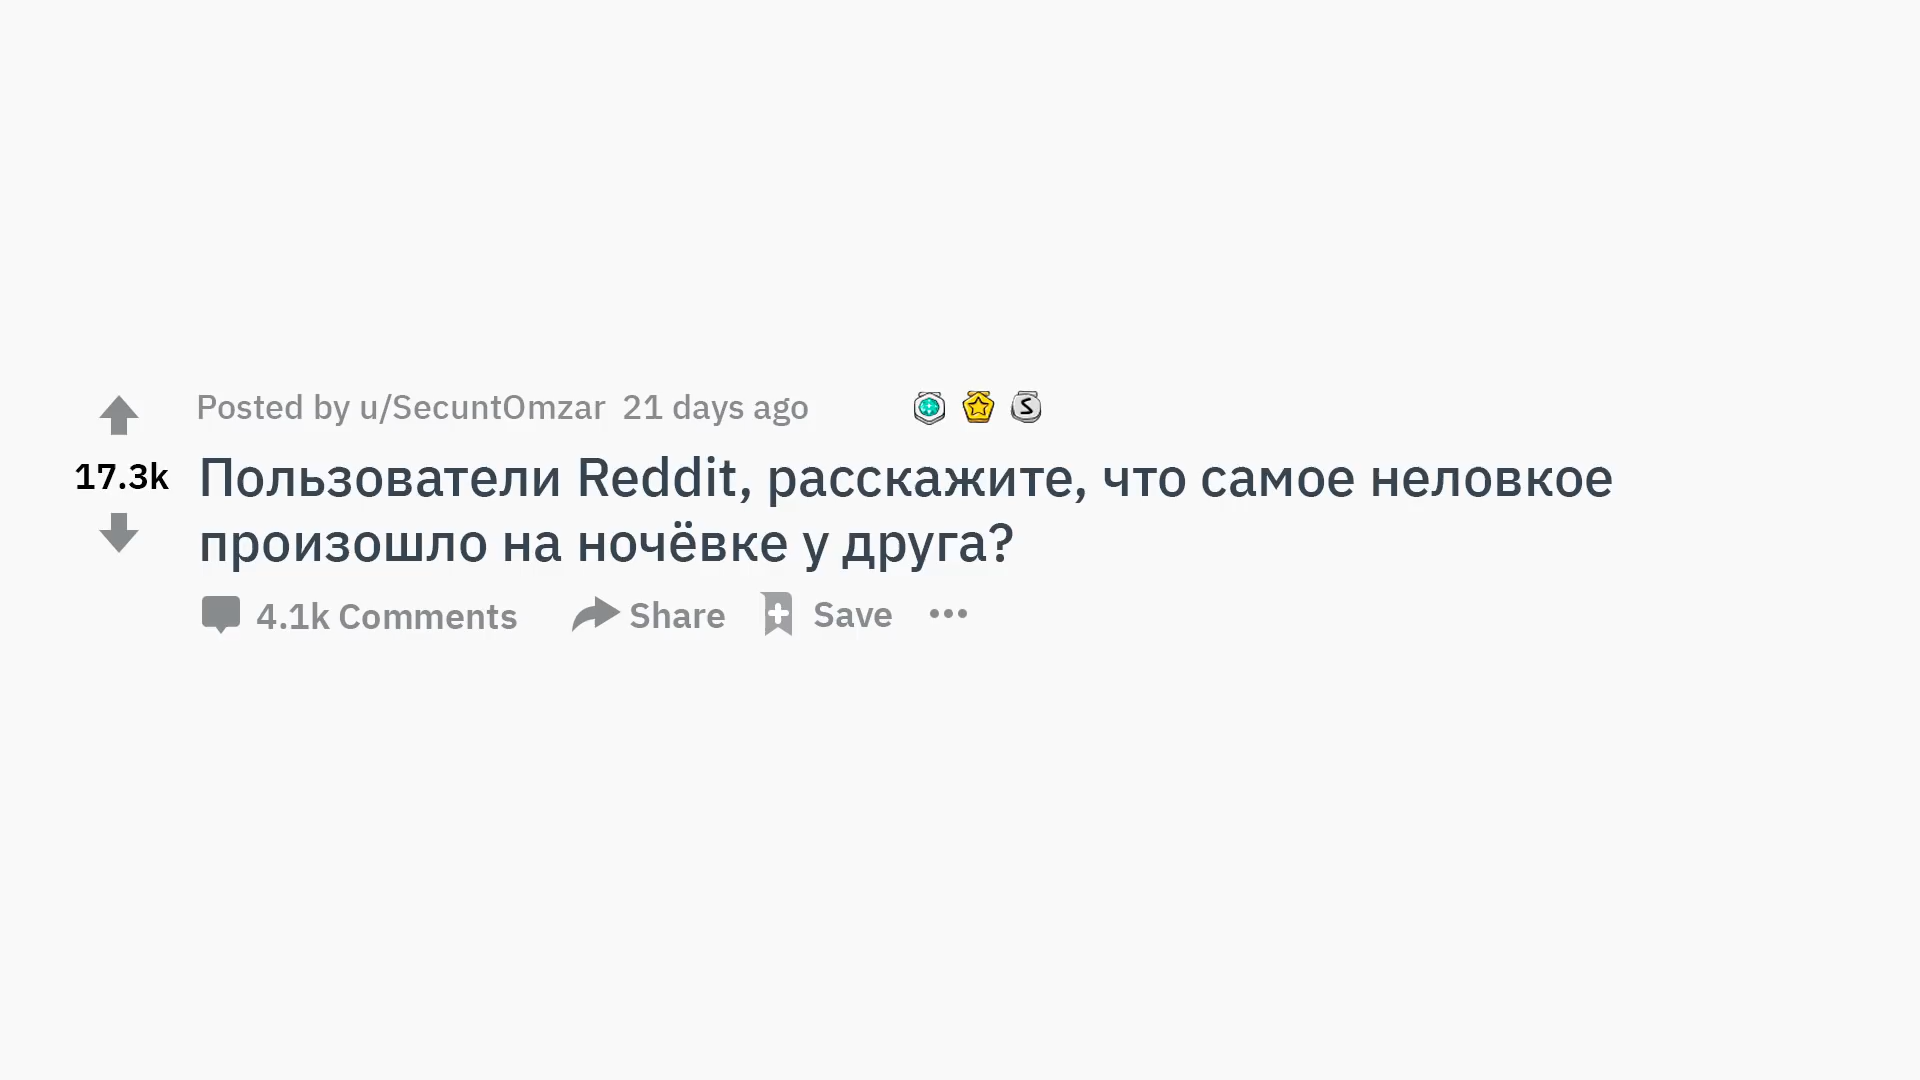 Posted by u/SecuntOmzar 21 days ago
17.3k
Пользователи Reddit, расскажите, что самое неловкое
произошло на ночёвке у друга?
4.1k Comments Share Save •••